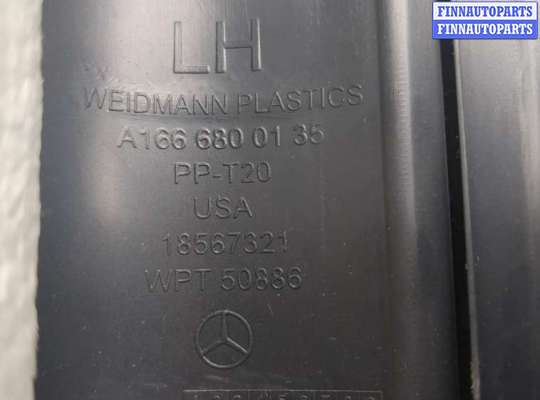 FINNAUTOPARTS
FINNAUTOPARTS
LH
WEIDMANN PLASTICS
A166 680 01 35
PP-T20
USA
18567321
WPT 50886